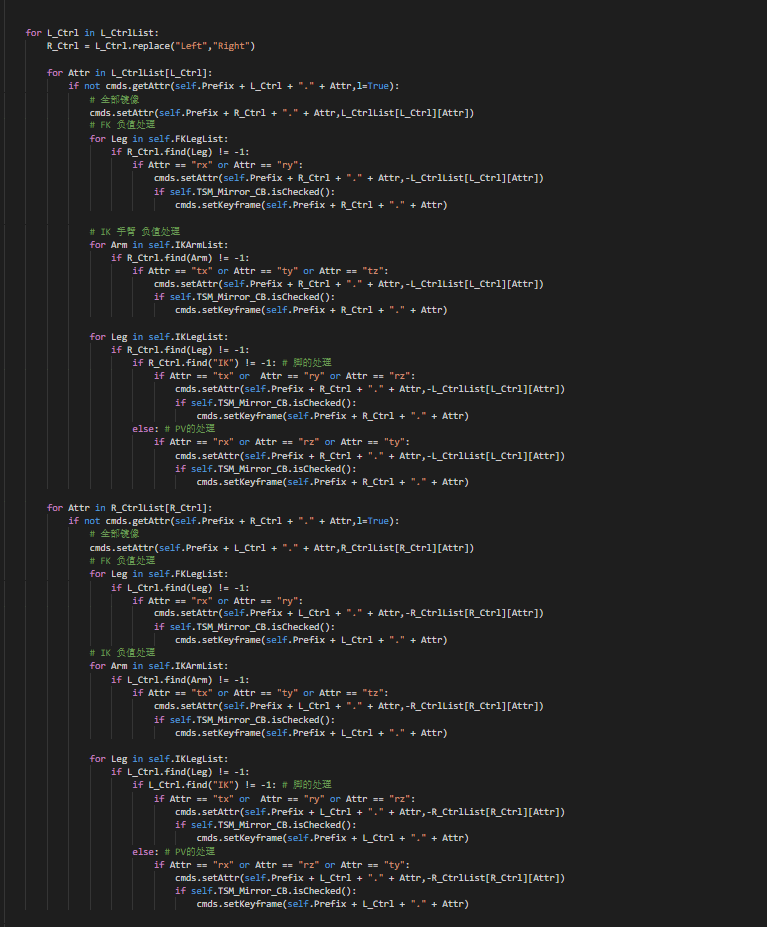 for L_Ctrl in L_CtrlList:
R_Ctrl = L_Ctrl.replace("Left","Right")
for Attr in L_CtrlList[L_Ctrl]:
if not cmds.getAttr(self.Prefix + L_Ctrl + "." + Attr,l=True):
# 全部镜像
cmds.setAttr(self.Prefix + R_Ctrl + "." + Attr,L_CtrlList[L_Ctrl][Attr])
# FK 负值处理
for Leg in self.FKLegList:
if R_Ctrl.find(Leg) != -1:
if Attr == "rx" or Attr == "ry":
cmds.setAttr(self.Prefix + R_Ctrl + "." + Attr,-L_CtrlList[L_Ctrl][Attr])
if self.TSM_Mirror_CB.isChecked():
cmds.setKeyframe(self.Prefix + R_Ctrl + "." + Attr)
# IK 手臂 负值处理
for Arm in self.IKArmList:
if R_Ctrl.find(Arm) != -1:
if Attr == "tx" or Attr == "ty" or Attr == "tz":
cmds.setAttr(self.Prefix + R_Ctrl + "." + Attr,-L_CtrlList[L_Ctrl][Attr])
if self.TSM_Mirror_CB.isChecked():
cmds.setKeyframe(self.Prefix + R_Ctrl + "." + Attr)
for Leg in self.IKLegList:
if R_Ctrl.find(Leg) != -1:
if R_Ctrl.find("IK") != -1: # 脚的处理
if Attr == "tx" or  Attr == "ry" or Attr == "rz":
cmds.setAttr(self.Prefix + R_Ctrl + "." + Attr,-L_CtrlList[L_Ctrl][Attr])
if self.TSM_Mirror_CB.isChecked():
cmds.setKeyframe(self.Prefix + R_Ctrl + "." + Attr)
else: # PV的处理
if Attr == "rx" or Attr == "rz" or Attr == "ty":
cmds.setAttr(self.Prefix + R_Ctrl + "." + Attr,-L_CtrlList[L_Ctrl][Attr])
if self.TSM_Mirror_CB.isChecked():
cmds.setKeyframe(self.Prefix + R_Ctrl + "." + Attr)
for Attr in R_CtrlList[R_Ctrl]:
if not cmds.getAttr(self.Prefix + R_Ctrl + "." + Attr,l=True):
# 全部镜像
cmds.setAttr(self.Prefix + L_Ctrl + "." + Attr,R_CtrlList[R_Ctrl][Attr])
# FK 负值处理
for Leg in self.FKLegList:
if L_Ctrl.find(Leg) != -1:
if Attr == "rx" or Attr == "ry":
cmds.setAttr(self.Prefix + L_Ctrl + "." + Attr,-R_CtrlList[R_Ctrl][Attr])
if self.TSM_Mirror_CB.isChecked():
cmds.setKeyframe(self.Prefix + L_Ctrl + "." + Attr)
# IK 负值处理
for Arm in self.IKArmList:
if L_Ctrl.find(Arm) != -1:
if Attr == "tx" or Attr == "ty" or Attr == "tz":
cmds.setAttr(self.Prefix + L_Ctrl + "." + Attr,-R_CtrlList[R_Ctrl][Attr])
if self.TSM_Mirror_CB.isChecked():
cmds.setKeyframe(self.Prefix + L_Ctrl + "." + Attr)
for Leg in self.IKLegList:
if L_Ctrl.find(Leg) != -1:
if L_Ctrl.find("IK") != -1: # 脚的处理
if Attr == "tx" or  Attr == "ry" or Attr == "rz":
cmds.setAttr(self.Prefix + L_Ctrl + "." + Attr,-R_CtrlList[R_Ctrl][Attr])
if self.TSM_Mirror_CB.isChecked():
cmds.setKeyframe(self.Prefix + L_Ctrl + "." + Attr)
else: # PV的处理
if Attr == "rx" or Attr == "rz" or Attr == "ty":
cmds.setAttr(self.Prefix + L_Ctrl + "." + Attr,-R_CtrlList[R_Ctrl][Attr])
if self.TSM_Mirror_CB.isChecked():
cmds.setKeyframe(self.Prefix + L_Ctrl + "." + Attr)